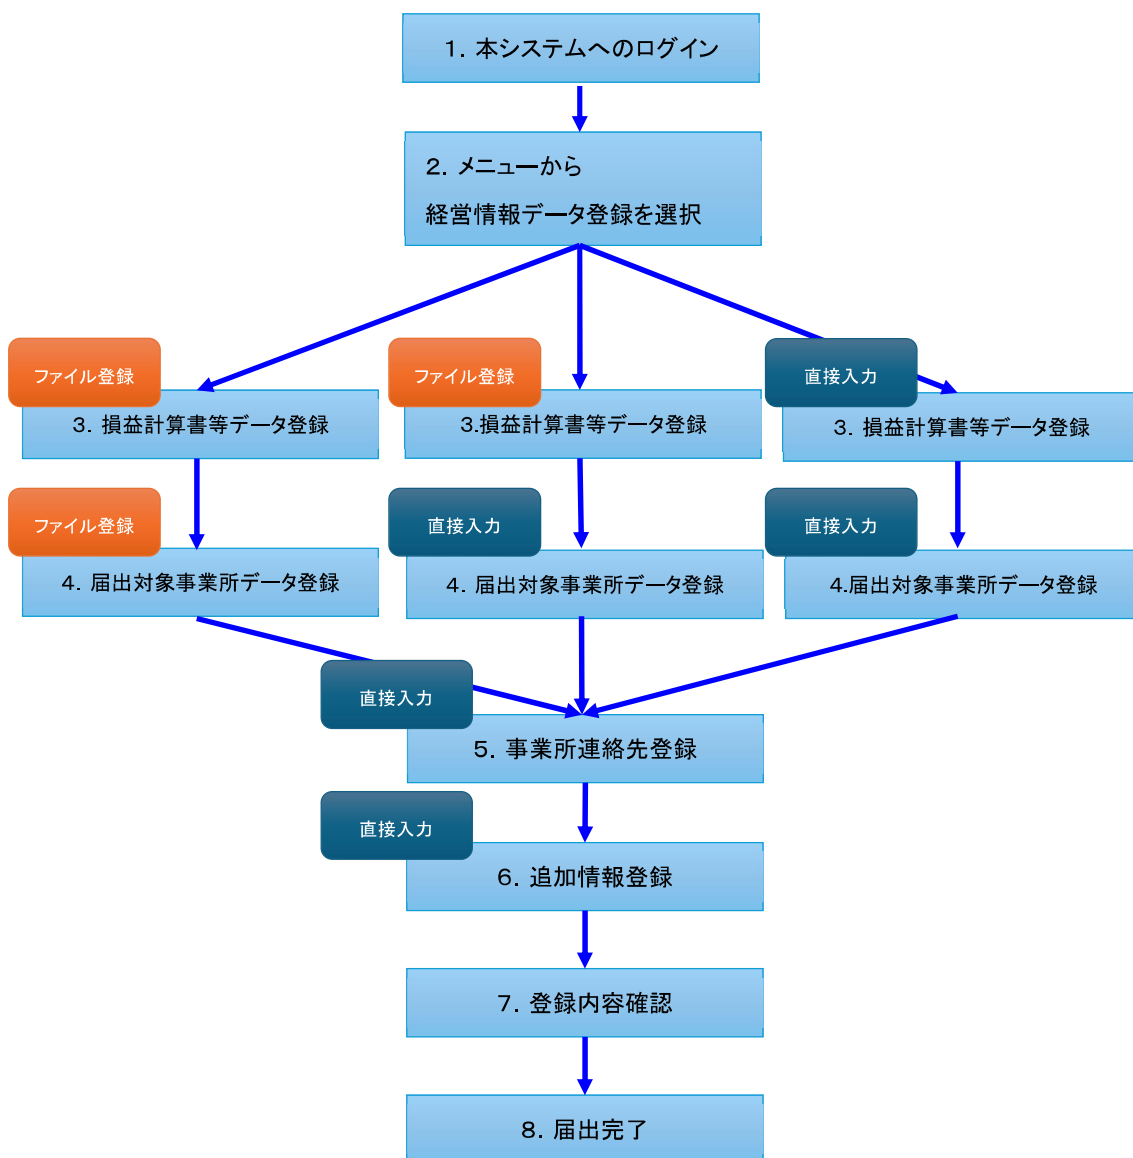 1．本システムへのログイン
2．メニューから
経営情報データ登録を選択
ファイル登録
ファイル登録
直接入力
3．損益計算書等データ登録
3.損益計算書等データ登録
3．損益計算書等データ登録
ファイル登録
直接入力
直接入力
4．届出対象事業所データ登録
4．届出対象事業所データ登録
4.届出対象事業所データ登録
直接入力
5．事業所連絡先登録
直接入力
6．追加情報登録
7．登録内容確認
8．届出完了